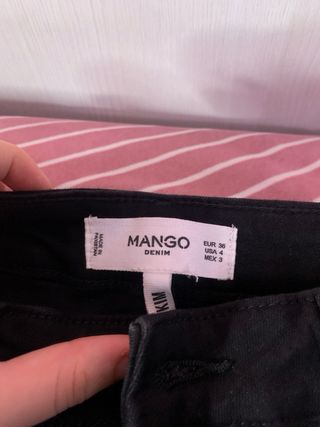 MADE IN
PAKISTAN
MANGO
DENIM
EUR 36
USA 4
MEX 3
KIM